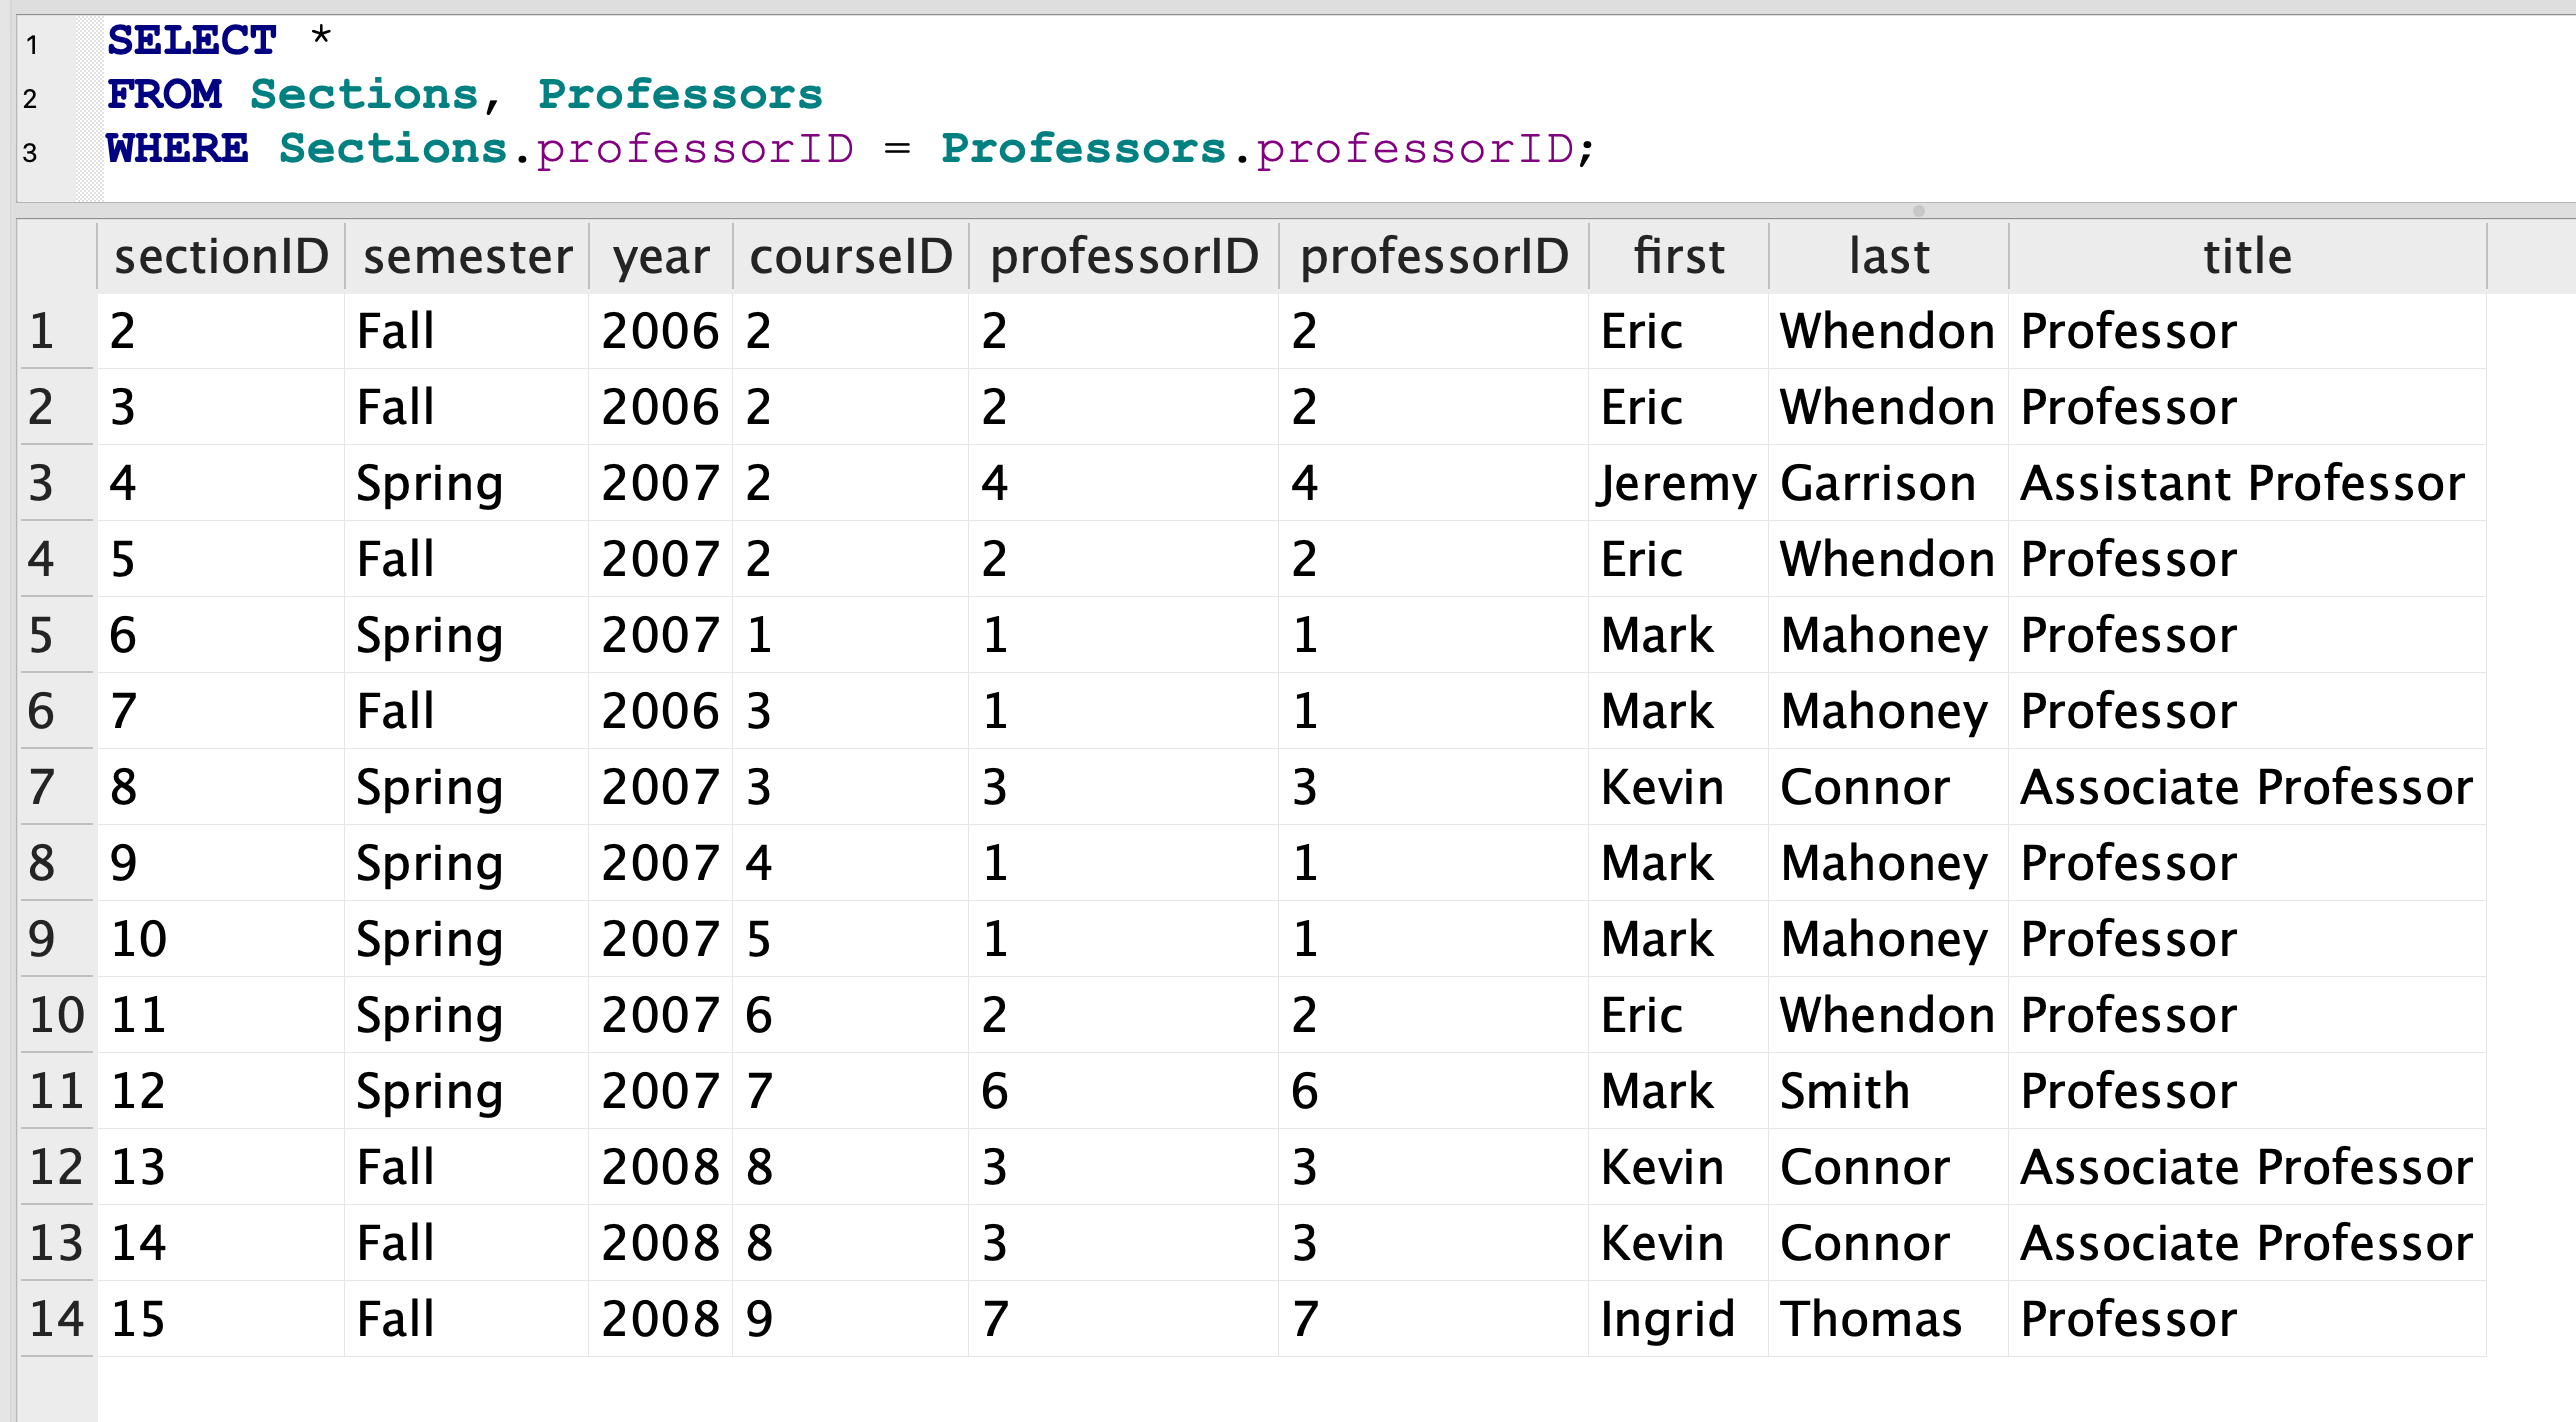 1 SELECT *
2 FROM Sections, Professors
3 WHERE Sections.professorID = Professors.professorID;
sectionID semester year courseID professorID professorID first last title
1 2 Fall 2006 2 2 2 Eric Whendon Professor
2 3 Fall 2006 2 2 2 Eric Whendon Professor
3 4 Spring 2007 2 4 4 Jeremy Garrison Assistant Professor
4 5 Fall 2007 2 2 2 Eric Whendon Professor
5 6 Spring 2007 1 1 1 Mark Mahoney Professor
6 7 Fall 2006 3 1 1 Mark Mahoney Professor
7 8 Spring 2007 3 3 3 Kevin Connor Associate Professor
8 9 Spring 2007 4 1 1 Mark Mahoney Professor
9 10 Spring 2007 5 1 1 Mark Mahoney Professor
10 11 Spring 2007 6 2 2 Eric Whendon Professor
11 12 Spring 2007 7 6 6 Mark Smith Professor
12 13 Fall 2008 8 3 3 Kevin Connor Associate Professor
13 14 Fall 2008 8 3 3 Kevin Connor Associate Professor
14 15 Fall 2008 9 7 7 Ingrid Thomas Professor